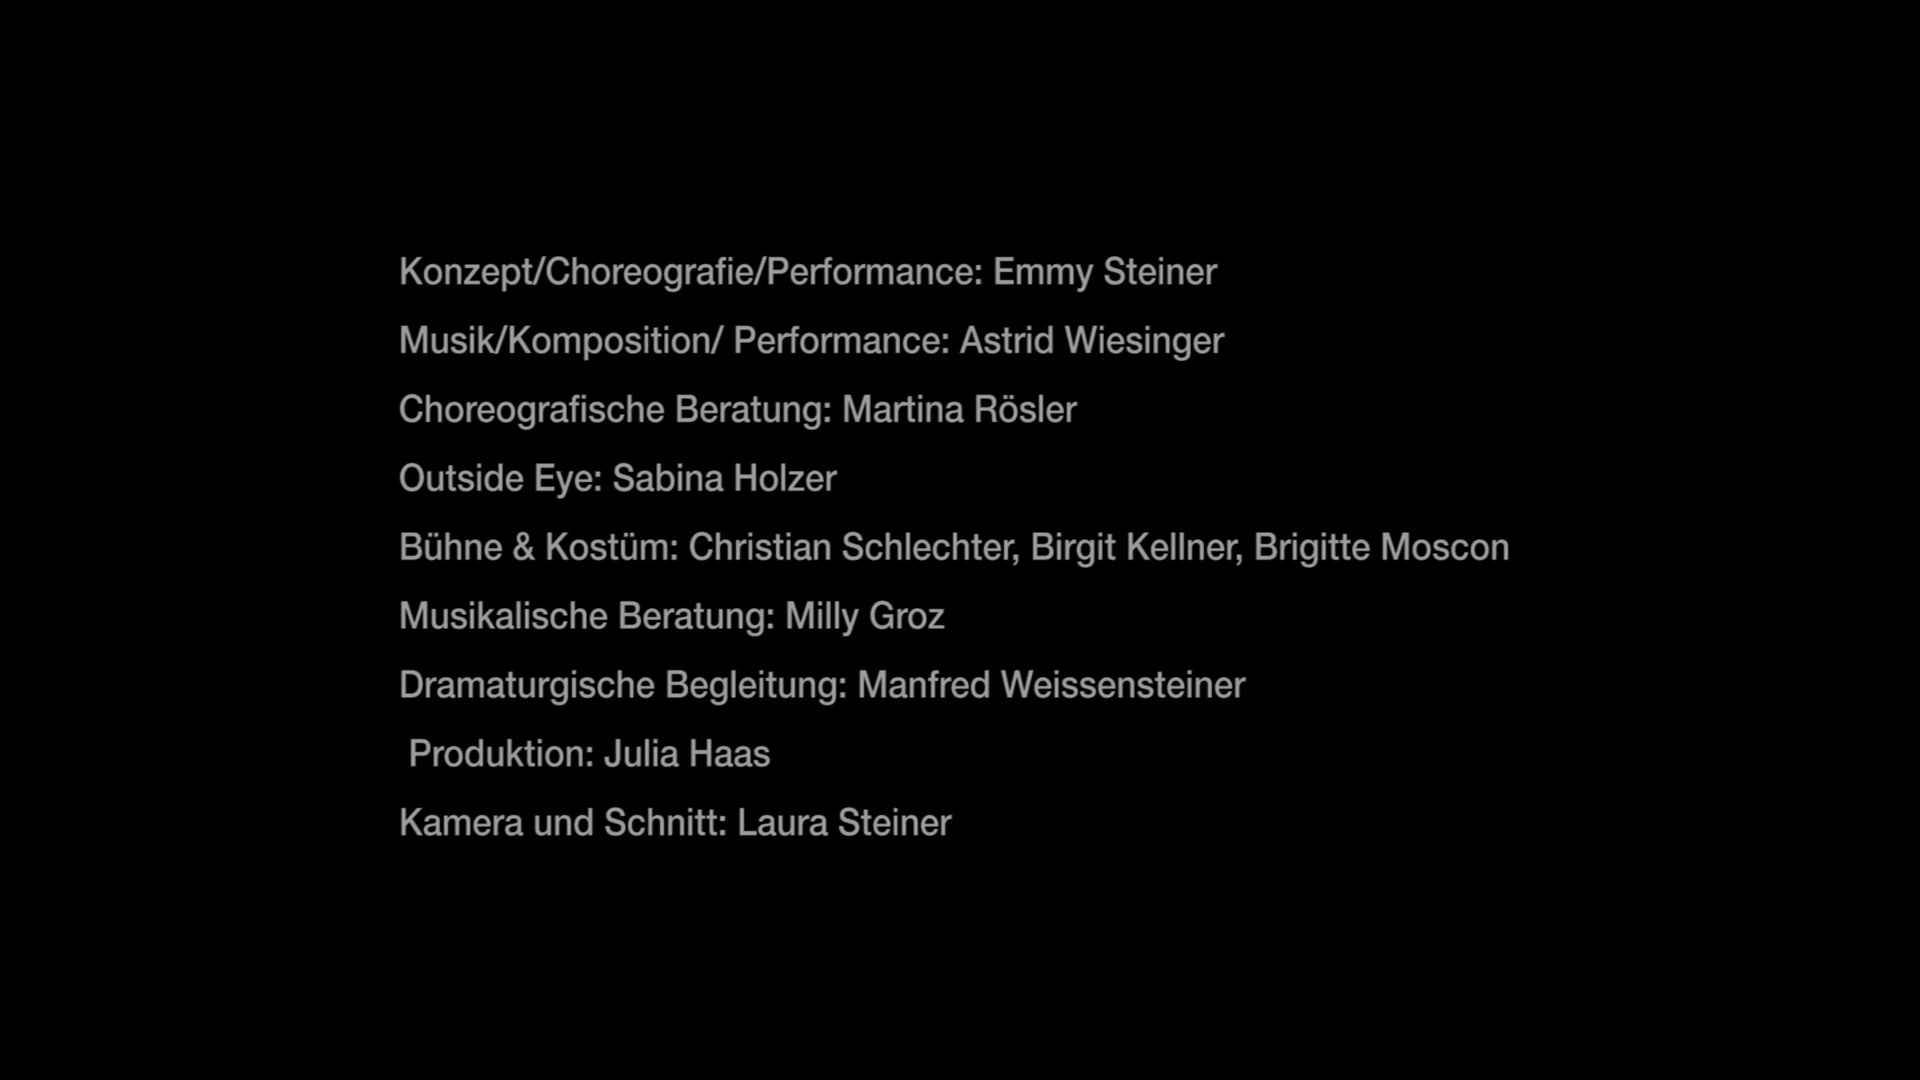 Konzept/Choreografie/Performance: Emmy Steiner
Musik/Komposition/ Performance: Astrid Wiesinger
Choreografische Beratung: Martina Rösler
Outside Eye: Sabina Holzer
Bühne & Kostüm: Christian Schlechter, Birgit Kellner, Brigitte Moscon
Musikalische Beratung: Milly Groz
Dramaturgische Begleitung: Manfred Weissensteiner
Produktion: Julia Haas
Kamera und Schnitt: Laura Steiner